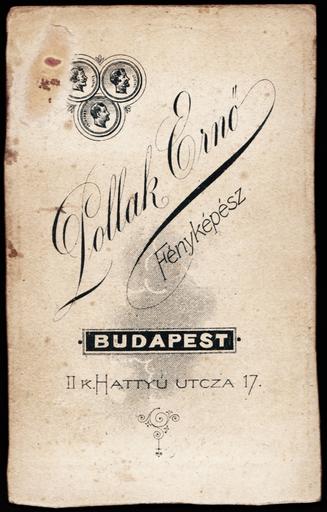 Pollak Ernő
Fényképész
BUDAPEST
II K. HATTYÚ UTCZA 17.